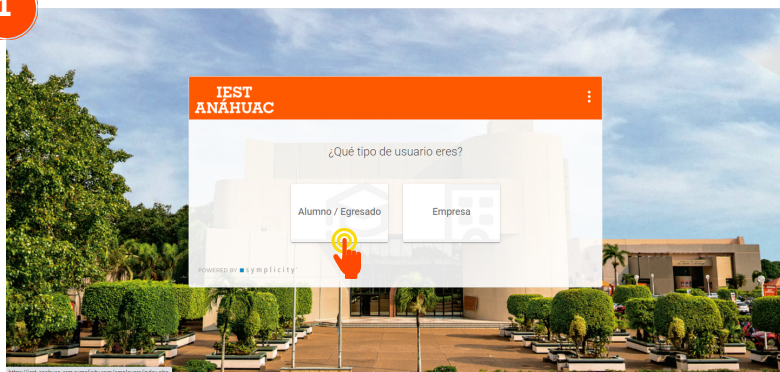 1
IEST
ANÁHUAC
¿Qué tipo de usuario eres?
Alumno / Egresado
Empresa
POWERED BY symplicity